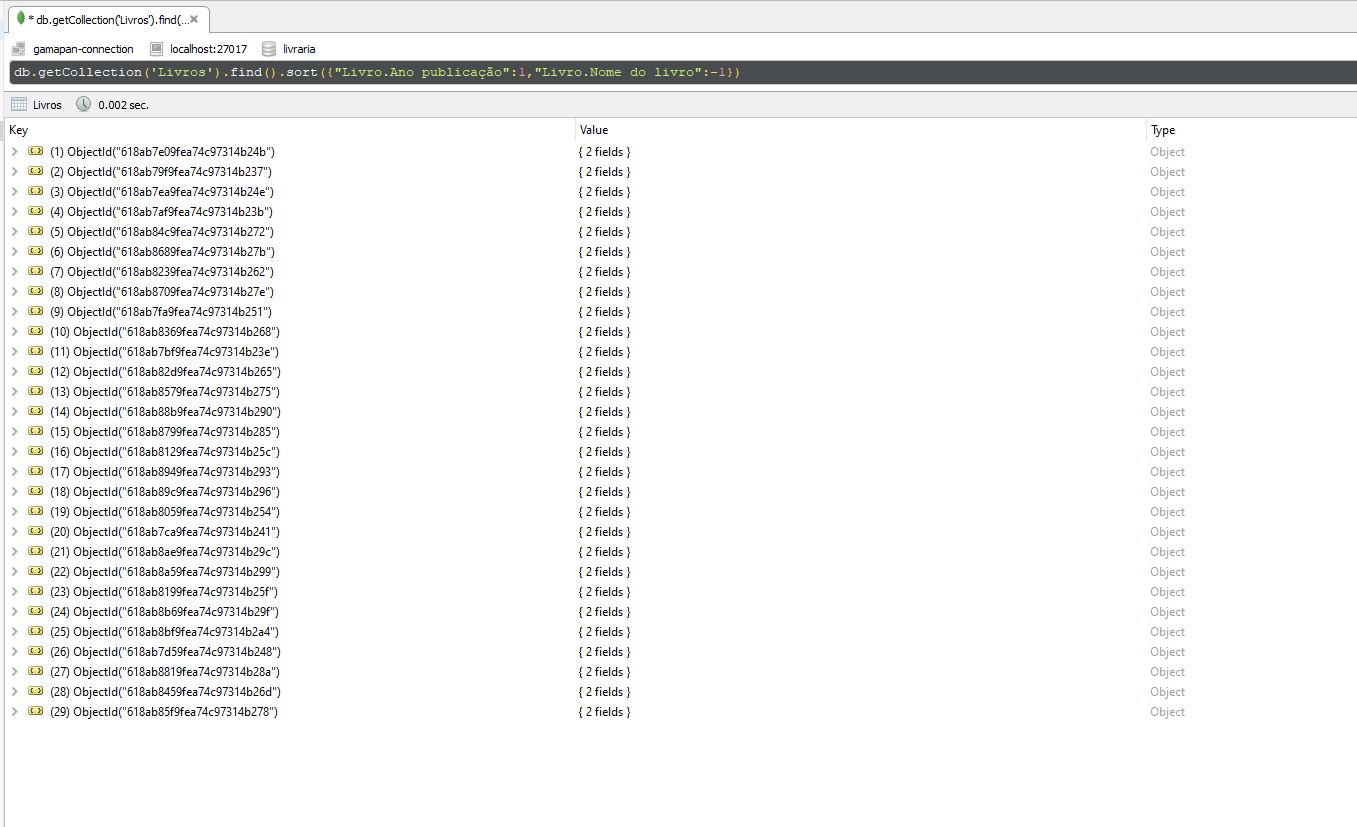 * db.getCollection('Livros').find(...
gamapan-connection localhost:27017 livraria
db.getCollection('Livros').find().sort({"Livro.Ano publicação":1,"Livro.Nome do livro":-1})
Livros 0.002 sec.
Key Value Type
(1) ObjectId("618ab7e09fea74c97314b24b") { 2 fields } Object
(2) ObjectId("618ab79f9fea74c97314b237") { 2 fields } Object
(3) ObjectId("618ab7ea9fea74c97314b24e") { 2 fields } Object
(4) ObjectId("618ab7af9fea74c97314b23b") { 2 fields } Object
(5) ObjectId("618ab84c9fea74c97314b272") { 2 fields } Object
(6) ObjectId("618ab8689fea74c97314b27b") { 2 fields } Object
(7) ObjectId("618ab8239fea74c97314b262") { 2 fields } Object
(8) ObjectId("618ab8709fea74c97314b27e") { 2 fields } Object
(9) ObjectId("618ab7fa9fea74c97314b251") { 2 fields } Object
(10) ObjectId("618ab8369fea74c97314b268") { 2 fields } Object
(11) ObjectId("618ab7bf9fea74c97314b23e") { 2 fields } Object
(12) ObjectId("618ab82d9fea74c97314b265") { 2 fields } Object
(13) ObjectId("618ab8579fea74c97314b275") { 2 fields } Object
(14) ObjectId("618ab88b9fea74c97314b290") { 2 fields } Object
(15) ObjectId("618ab8799fea74c97314b285") { 2 fields } Object
(16) ObjectId("618ab8129fea74c97314b25c") { 2 fields } Object
(17) ObjectId("618ab8949fea74c97314b293") { 2 fields } Object
(18) ObjectId("618ab89c9fea74c97314b296") { 2 fields } Object
(19) ObjectId("618ab8059fea74c97314b254") { 2 fields } Object
(20) ObjectId("618ab7ca9fea74c97314b241") { 2 fields } Object
(21) ObjectId("618ab8ae9fea74c97314b29c") { 2 fields } Object
(22) ObjectId("618ab8a59fea74c97314b299") { 2 fields } Object
(23) ObjectId("618ab8199fea74c97314b25f") { 2 fields } Object
(24) ObjectId("618ab8b69fea74c97314b29f") { 2 fields } Object
(25) ObjectId("618ab8bf9fea74c97314b2a4") { 2 fields } Object
(26) ObjectId("618ab7d59fea74c97314b248") { 2 fields } Object
(27) ObjectId("618ab8819fea74c97314b28a") { 2 fields } Object
(28) ObjectId("618ab8459fea74c97314b26d") { 2 fields } Object
(29) ObjectId("618ab85f9fea74c97314b278") { 2 fields } Object